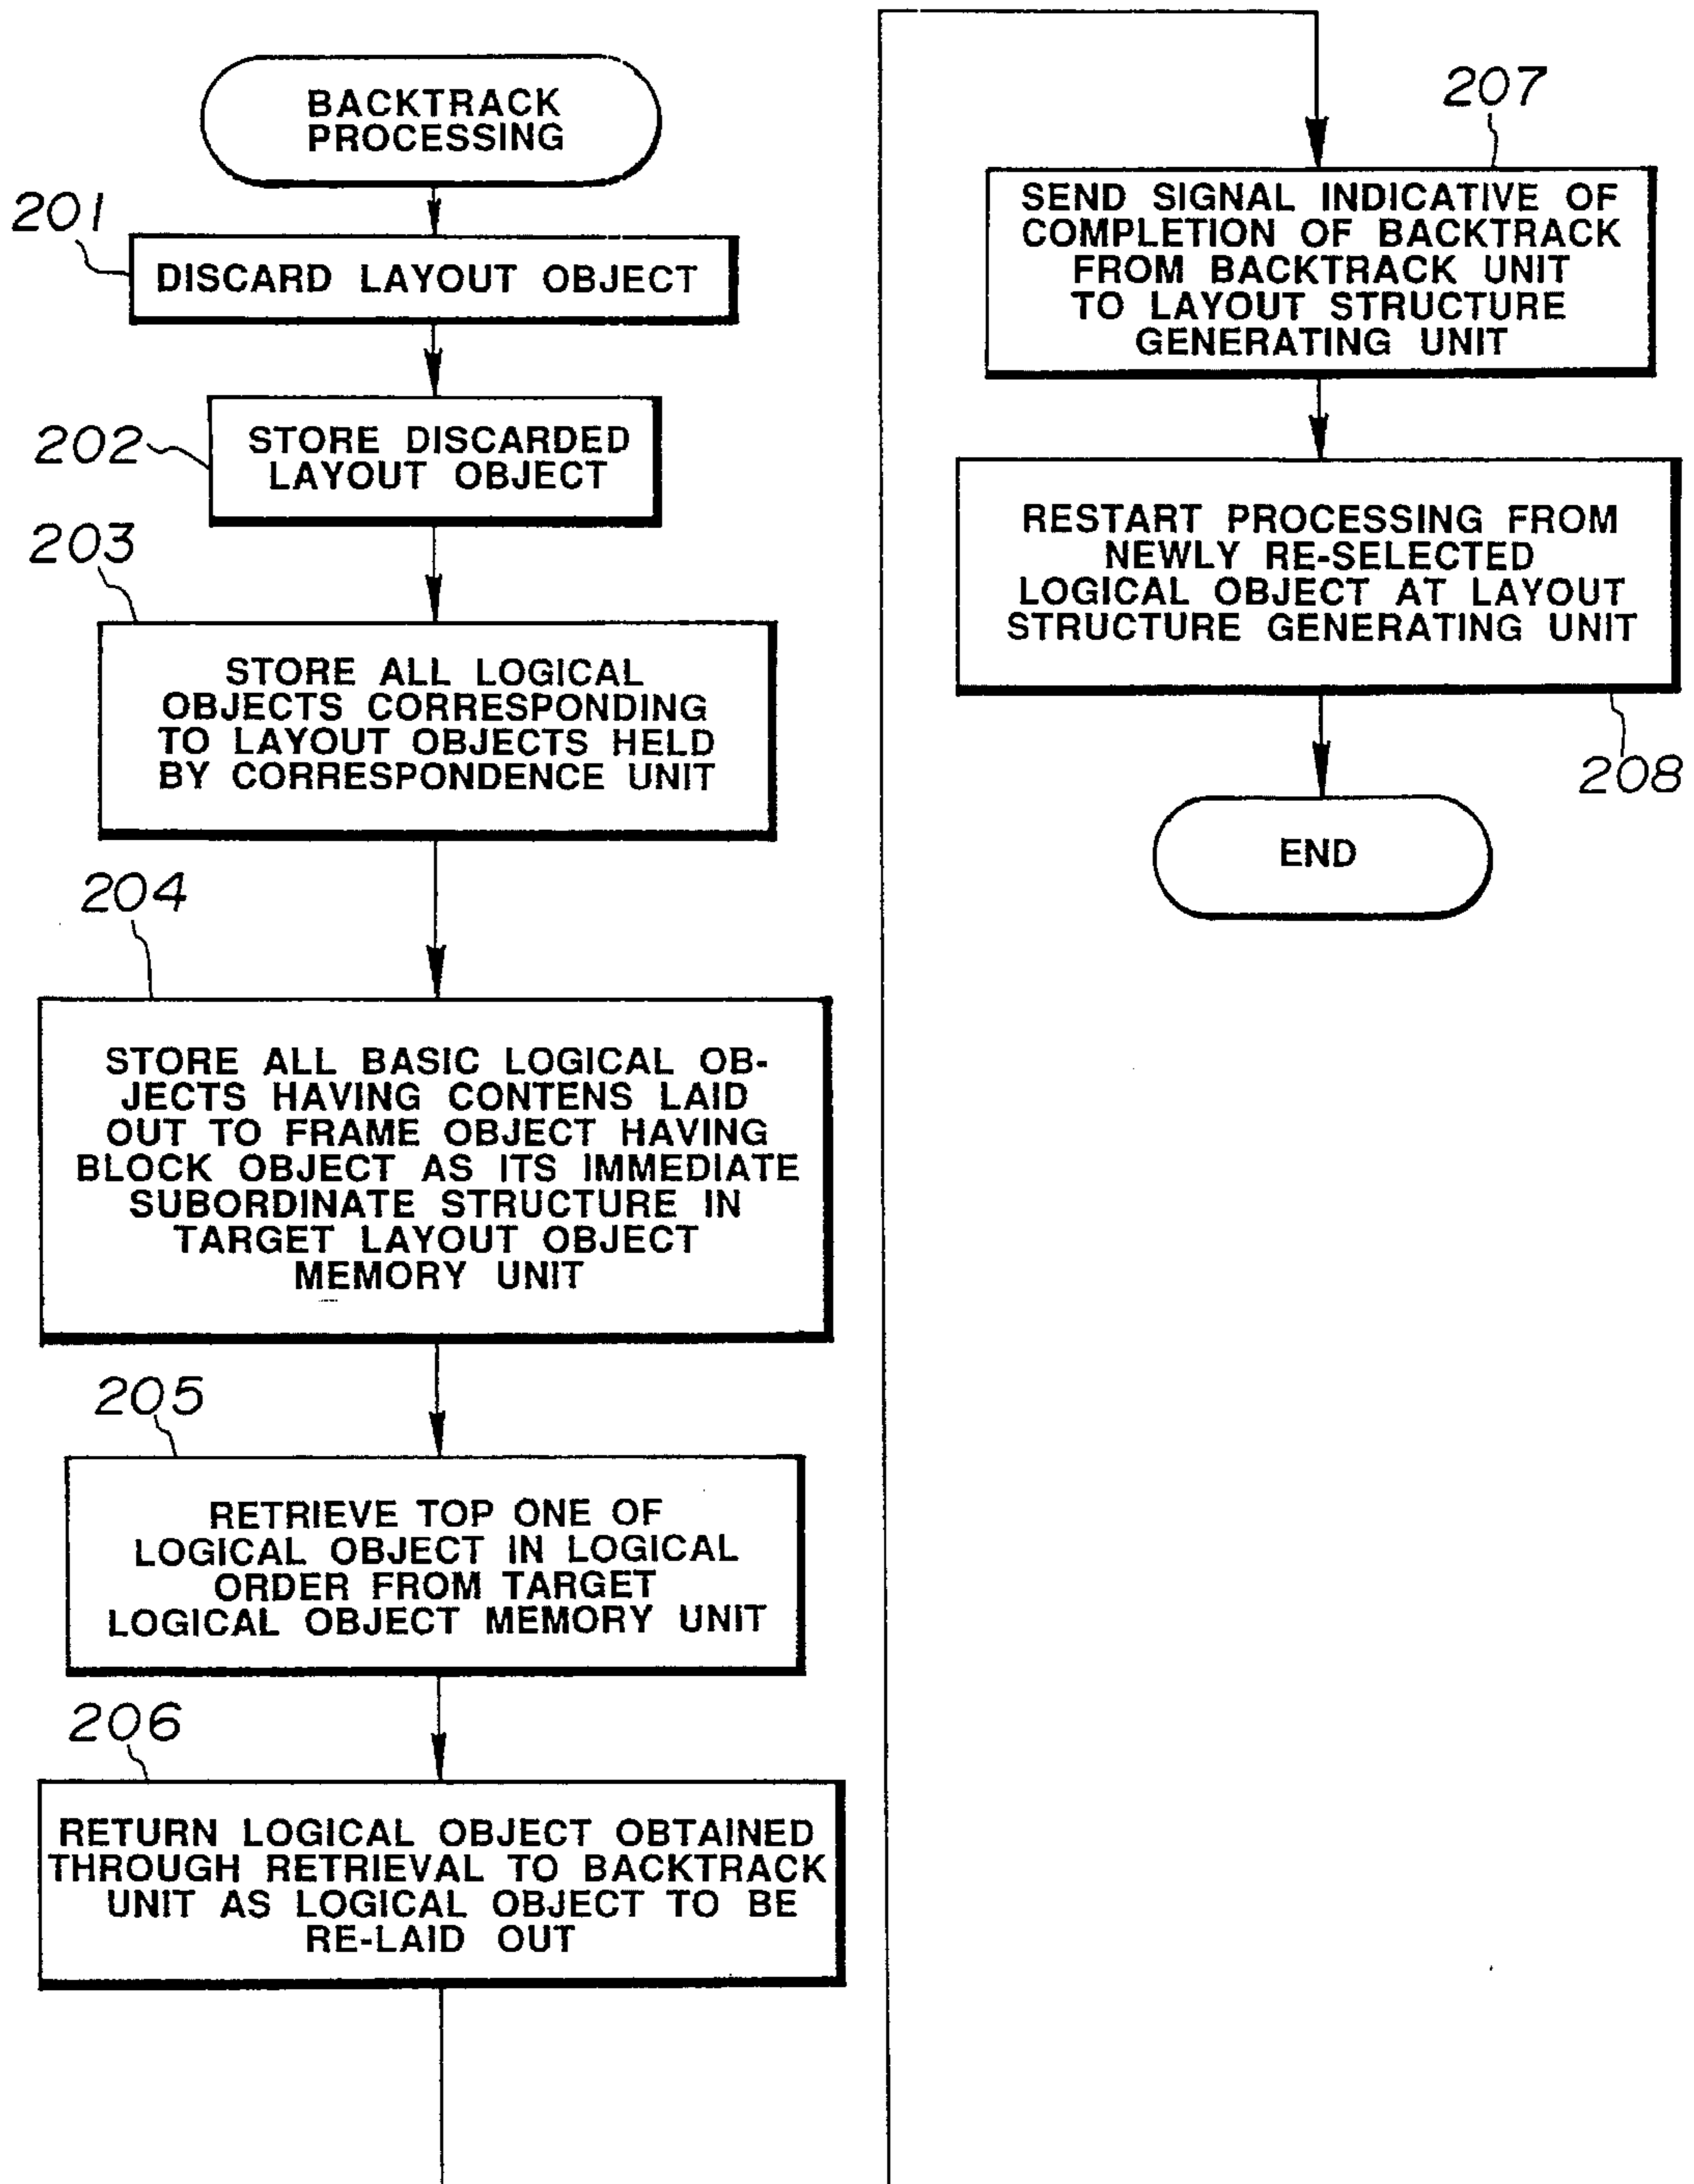 BACKTRACK
PROCESSING
201
DISCARD LAYOUT OBJECT
202
STORE DISCARDED
LAYOUT OBJECT
203
STORE ALL LOGICAL
OBJECTS CORRESPONDING
TO LAYOUT OBJECTS HELD
BY CORRESPONDENCE UNIT
204
STORE ALL BASIC LOGICAL OB-
JECTS HAVING CONTENS LAID
OUT TO FRAME OBJECT HAVING
BLOCK OBJECT AS ITS IMMEDIATE
SUBORDINATE STRUCTURE IN
TARGET LAYOUT OBJECT
MEMORY UNIT
205
RETRIEVE TOP ONE OF
LOGICAL OBJECT IN LOGICAL
ORDER FROM TARGET
LOGICAL OBJECT MEMORY UNIT
206
RETURN LOGICAL OBJECT OBTAINED
THROUGH RETRIEVAL TO BACKTRACK
UNIT AS LOGICAL OBJECT TO BE
RE-LAID OUT
207
SEND SIGNAL INDICATIVE OF
COMPLETION OF BACKTRACK
FROM BACKTRACK UNIT
TO LAYOUT STRUCTURE
GENERATING UNIT
RESTART PROCESSING FROM
NEWLY RE-SELECTED
LOGICAL OBJECT AT LAYOUT
STRUCTURE GENERATING UNIT
208
END